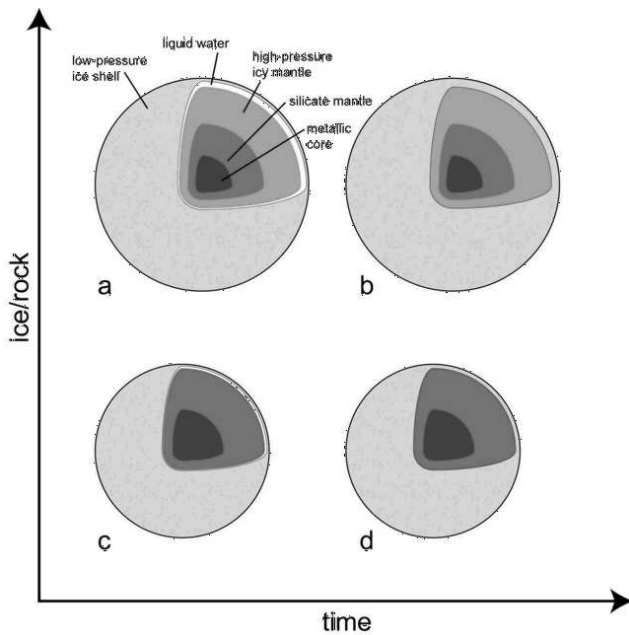 low-pressure
ice shell
liquid water
high-pressure
icy mantle
silicate mantle
metallic
core
a
b
ice/rock
c
d
time